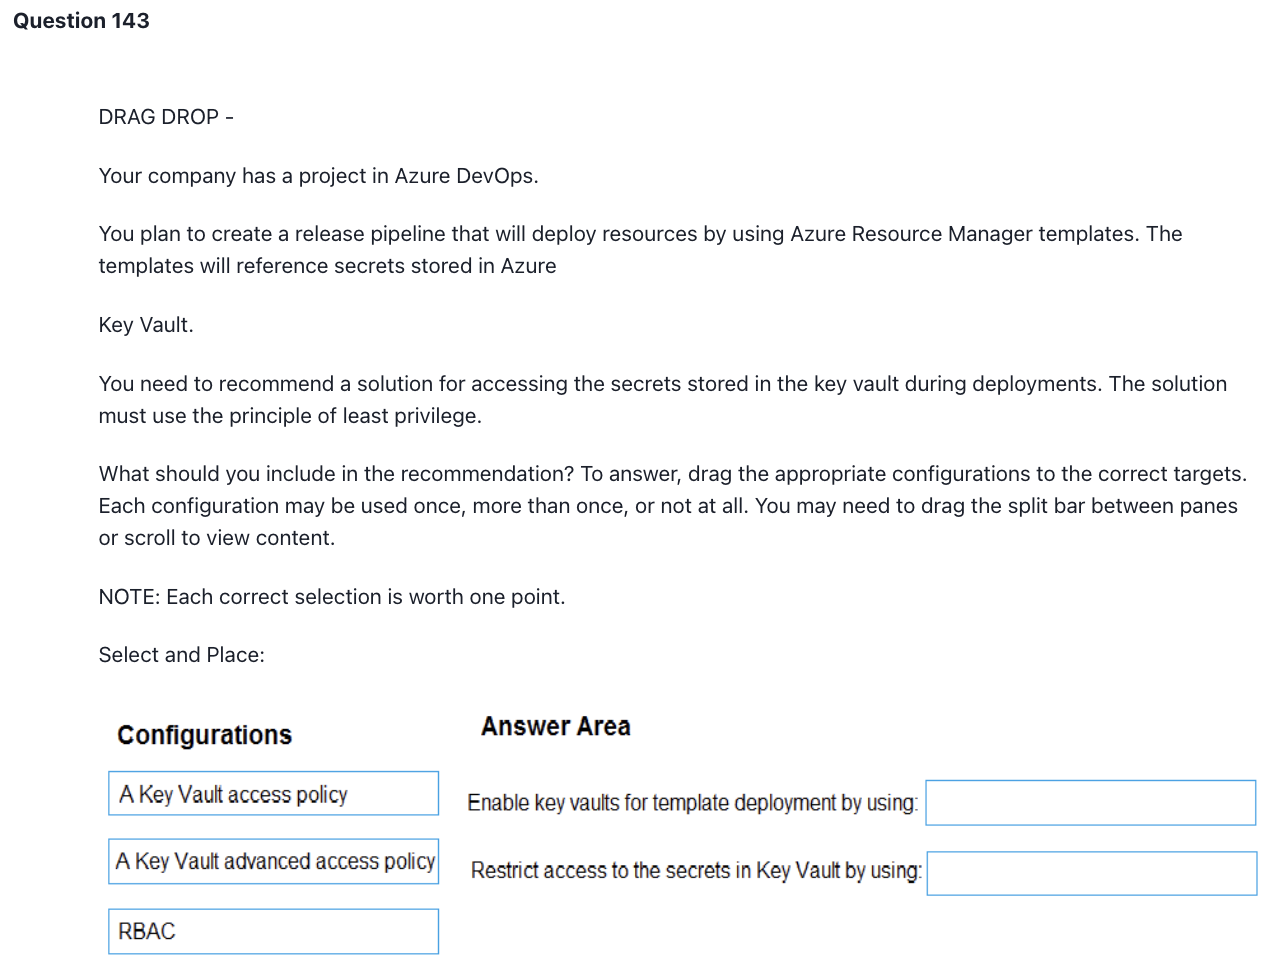 Question 143
DRAG DROP -
Your company has a project in Azure DevOps.
You plan to create a release pipeline that will deploy resources by using Azure Resource Manager templates. The
templates will reference secrets stored in Azure
Key Vault.
You need to recommend a solution for accessing the secrets stored in the key vault during deployments. The solution
must use the principle of least privilege.
What should you include in the recommendation? To answer, drag the appropriate configurations to the correct targets.
Each configuration may be used once, more than once, or not at all. You may need to drag the split bar between panes
or scroll to view content.
NOTE: Each correct selection is worth one point.
Select and Place:
Configurations
A Key Vault access policy
A Key Vault advanced access policy
RBAC
Answer Area
Enable key vaults for template deployment by using:
Restrict access to the secrets in Key Vault by using: